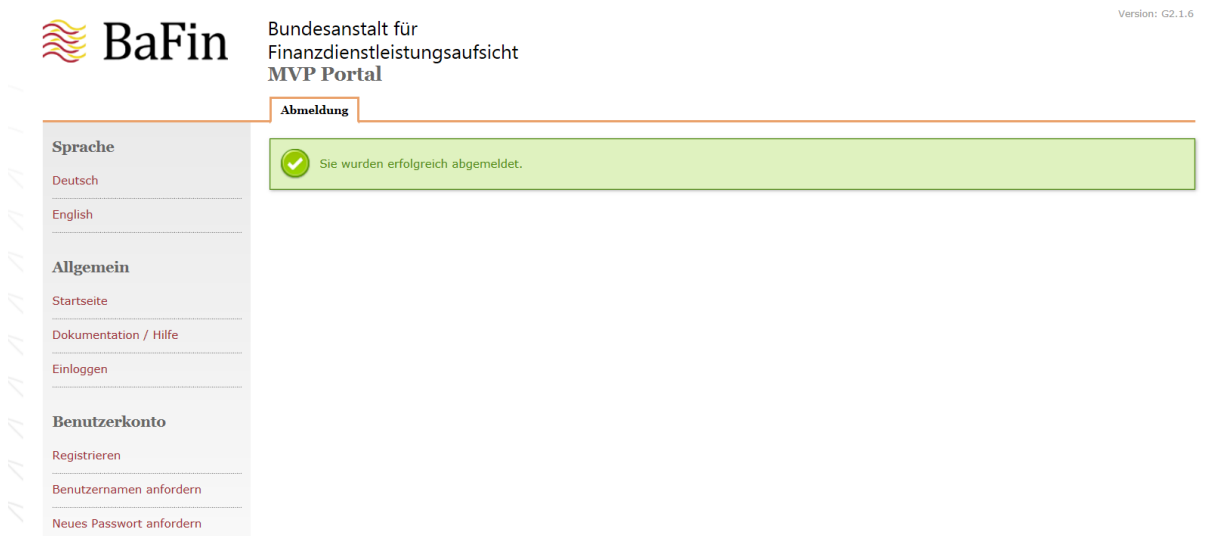 Version: G2.1.6
BaFin
Bundesanstalt für
Finanzdienstleistungsaufsicht
MVP Portal
Abmeldung
Sprache
Deutsch
English
Allgemein
Startseite
Dokumentation / Hilfe
Einloggen
Benutzerkonto
Registrieren
Benutzernamen anfordern
Neues Passwort anfordern
Sie wurden erfolgreich abgemeldet.